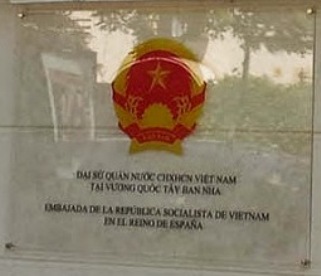 ĐẠI SỨ QUÁN NƯỚC CHXHCN VIỆT NAM
TẠI VƯƠNG QUỐC TÂY BAN NHA
EMBAJADA DE LA REPÚBLICA SOCIALISTA DE VIETNAM
EN EL REINO DE ESPAÑA